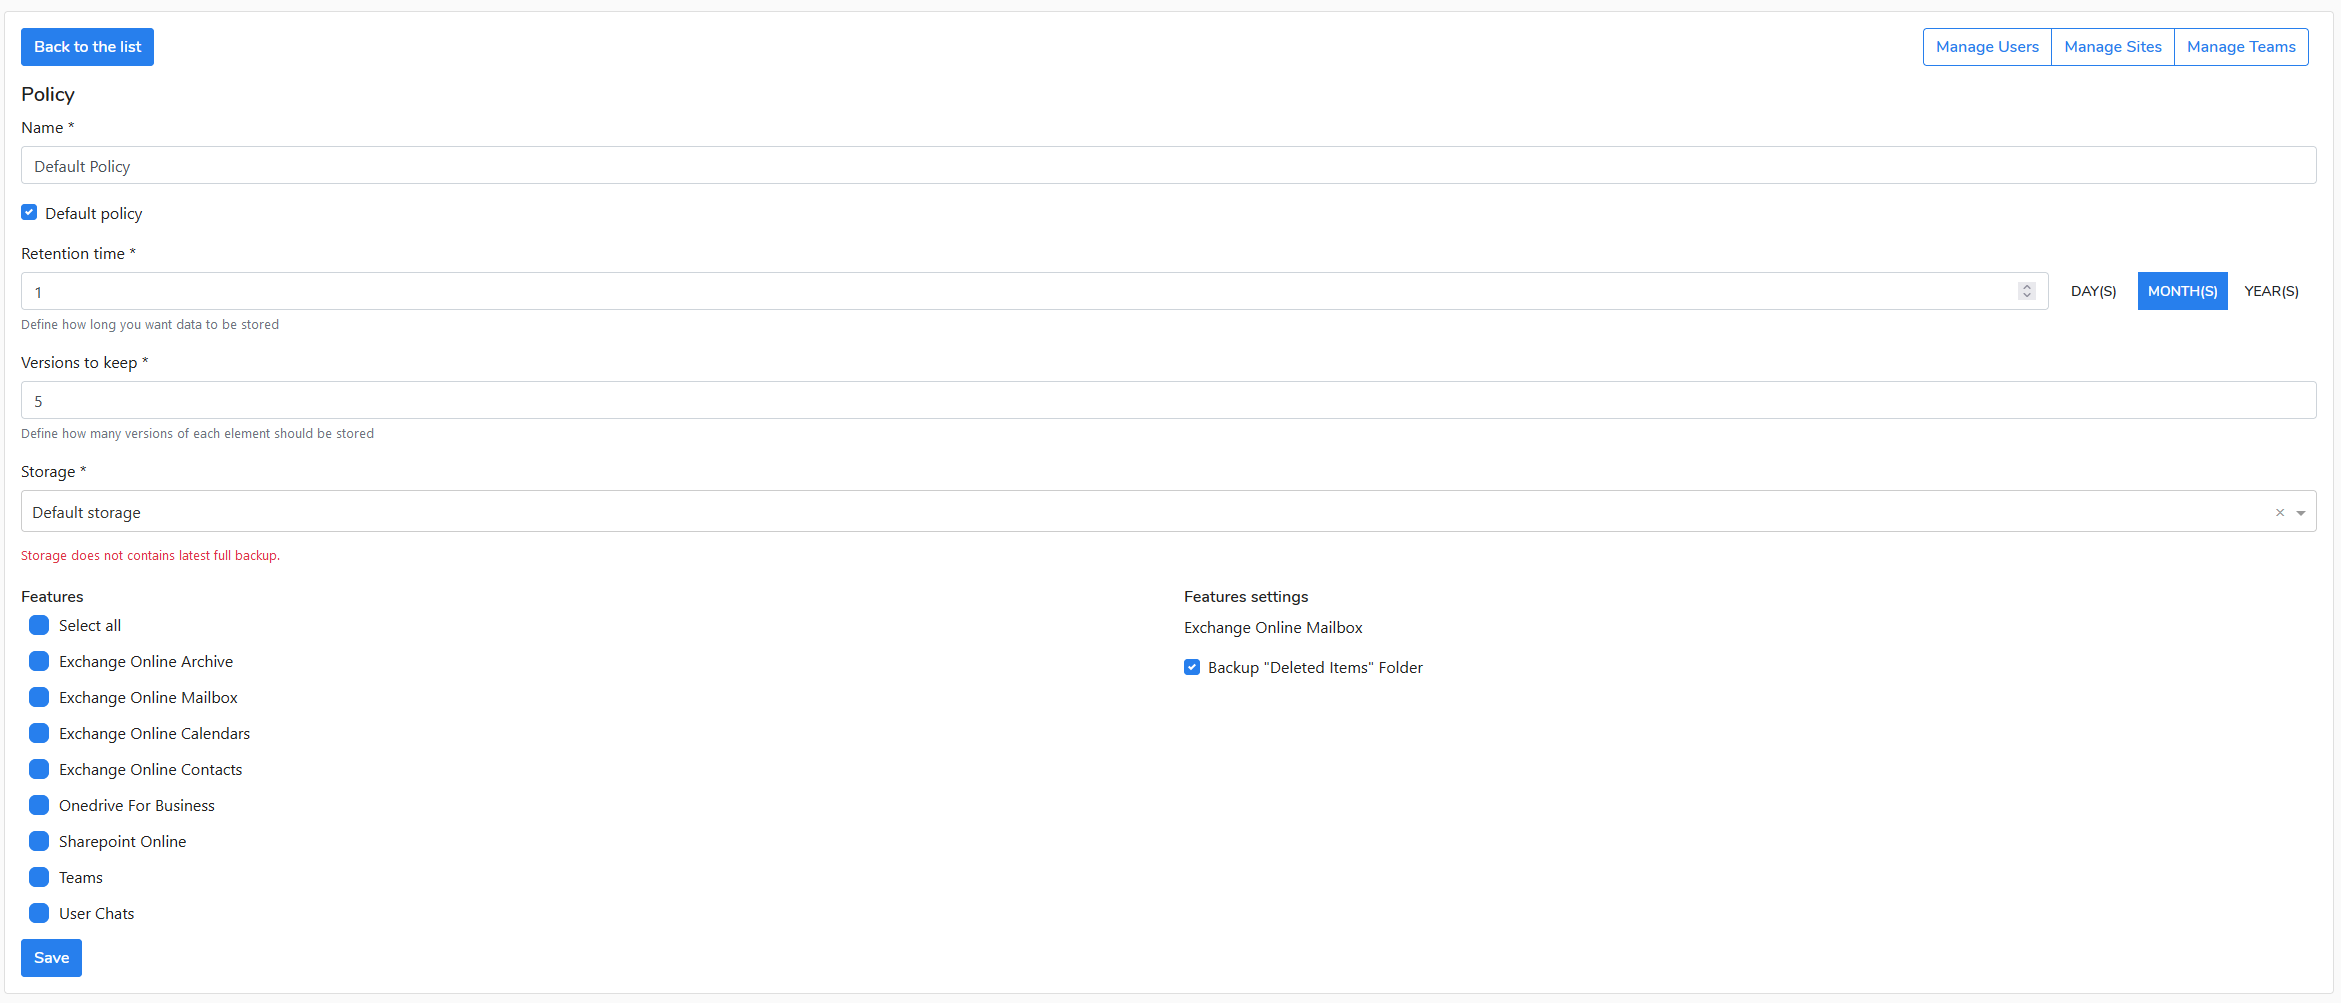 Back to the list
Manage Users Manage Sites Manage Teams
Policy
Name *
Default Policy
Default policy
Retention time *
1
DAY(S) MONTH(S) YEAR(S)
Define how long you want data to be stored
Versions to keep *
5
Define how many versions of each element should be stored
Storage *
Default storage
Storage does not contains latest full backup.
Features
Select all
Exchange Online Archive
Exchange Online Mailbox
Exchange Online Calendars
Exchange Online Contacts
Onedrive For Business
Sharepoint Online
Teams
User Chats
Features settings
Exchange Online Mailbox
Backup "Deleted Items" Folder
Save